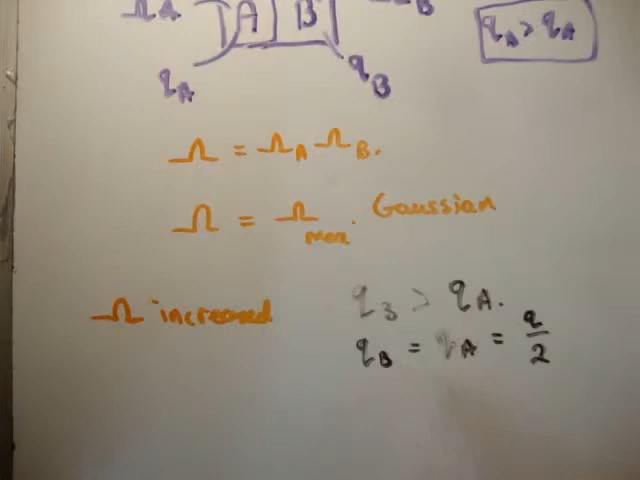 Ω A A B B
q_A q_B q_A > q_A
Ω = Ω_A Ω_B.
Ω = Ω_max. Gaussian
Ω increased q_B > q_A.
q_B = q_A = q/2